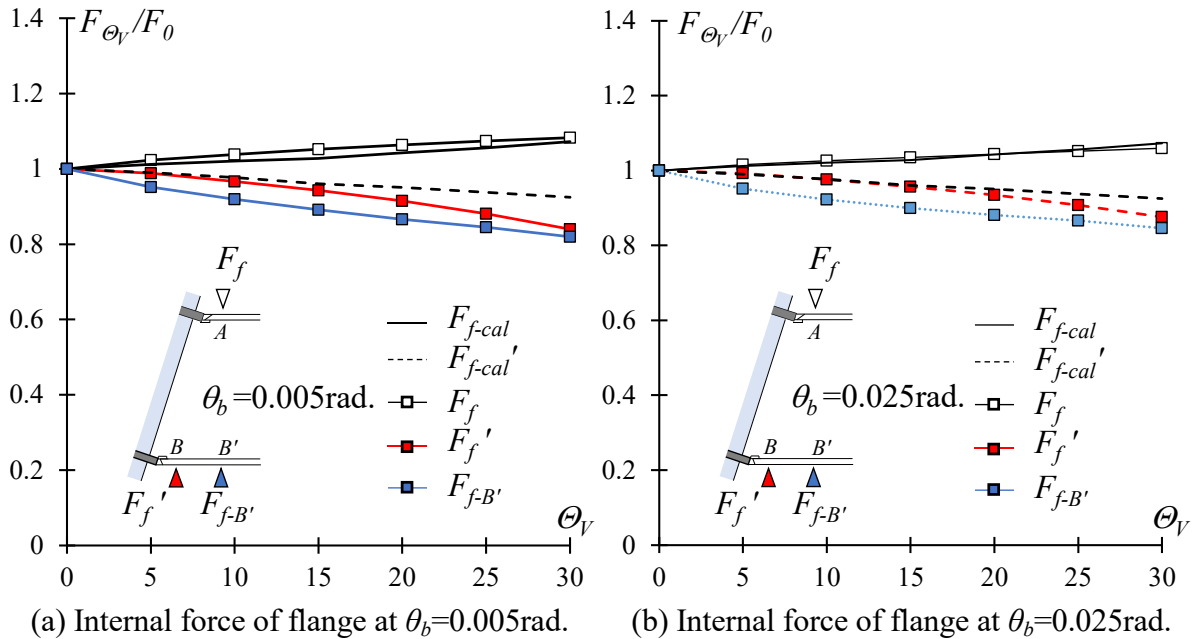 F_Θ_V/F_0
1.4
1.2
1
0.8
0.6
0.4
0.2
0
0 5 10 15 20 25 30
Θ_V
F_f
A
θ_b=0.005rad.
B B'
F_f' F_f-B'
F_f-cal
F_f-cal'
F_f
F_f'
F_f-B'
(a) Internal force of flange at θ_b=0.005rad.
F_Θ_V/F_0
1.4
1.2
1
0.8
0.6
0.4
0.2
0
0 5 10 15 20 25 30
Θ_V
F_f
A
θ_b=0.025rad.
B B'
F_f' F_f-B'
F_f-cal
F_f-cal'
F_f
F_f'
F_f-B'
(b) Internal force of flange at θ_b=0.025rad.